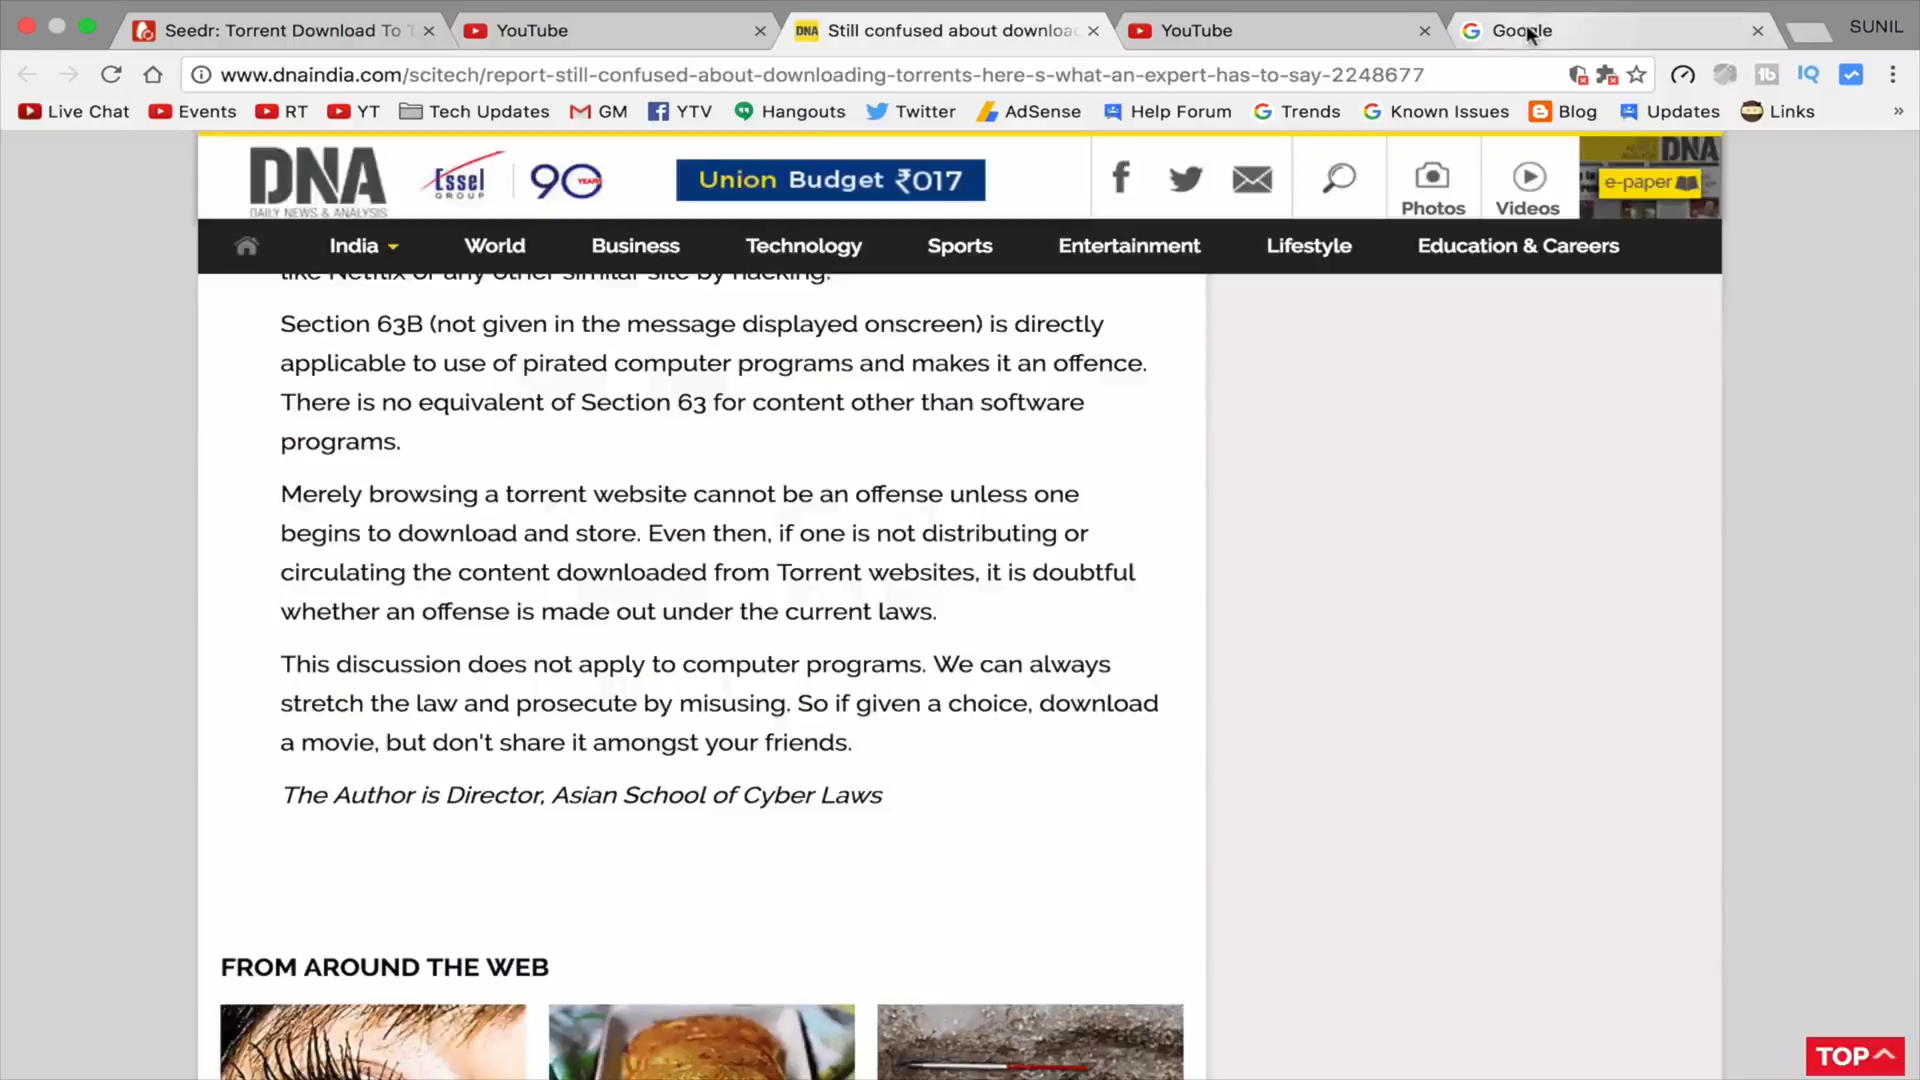 Seedr: Torrent Download To T
YouTube
DNA Still confused about downloa
YouTube
Google
SUNIL
www.dnaindia.com/scitech/report-still-confused-about-downloading-torrents-here-s-what-an-expert-has-to-say-2248677
Live Chat Events RT YT Tech Updates GM YTV Hangouts Twitter AdSense Help Forum Trends Known Issues Blog Updates Links »
DNA
DAILY NEWS & ANALYSIS
Essel
GROUP
90 YEARS
Union Budget ₹017
Photos
Videos
DNA
e-paper
India World Business Technology Sports Entertainment Lifestyle Education & Careers
like Netflix or any other similar site by hacking.
Section 63B (not given in the message displayed onscreen) is directly
applicable to use of pirated computer programs and makes it an offence.
There is no equivalent of Section 63 for content other than software
programs.
Merely browsing a torrent website cannot be an offense unless one
begins to download and store. Even then, if one is not distributing or
circulating the content downloaded from Torrent websites, it is doubtful
whether an offense is made out under the current laws.
This discussion does not apply to computer programs. We can always
stretch the law and prosecute by misusing. So if given a choice, download
a movie, but don't share it amongst your friends.
The Author is Director, Asian School of Cyber Laws
FROM AROUND THE WEB
TOP